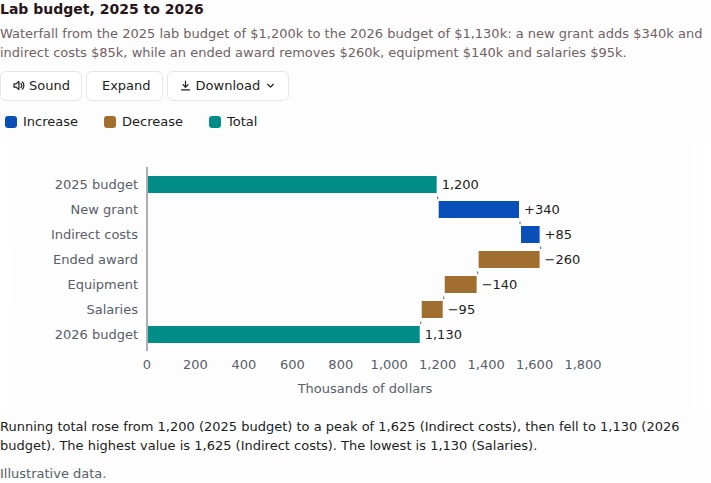 Lab budget, 2025 to 2026
Waterfall from the 2025 lab budget of $1,200k to the 2026 budget of $1,130k: a new grant adds $340k and
indirect costs $85k, while an ended award removes $260k, equipment $140k and salaries $95k.
Sound Expand Download
Increase Decrease Total
2025 budget 1,200
New grant +340
Indirect costs +85
Ended award −260
Equipment −140
Salaries −95
2026 budget 1,130
0 200 400 600 800 1,000 1,200 1,400 1,600 1,800
Thousands of dollars
Running total rose from 1,200 (2025 budget) to a peak of 1,625 (Indirect costs), then fell to 1,130 (2026
budget). The highest value is 1,625 (Indirect costs). The lowest is 1,130 (Salaries).
Illustrative data.